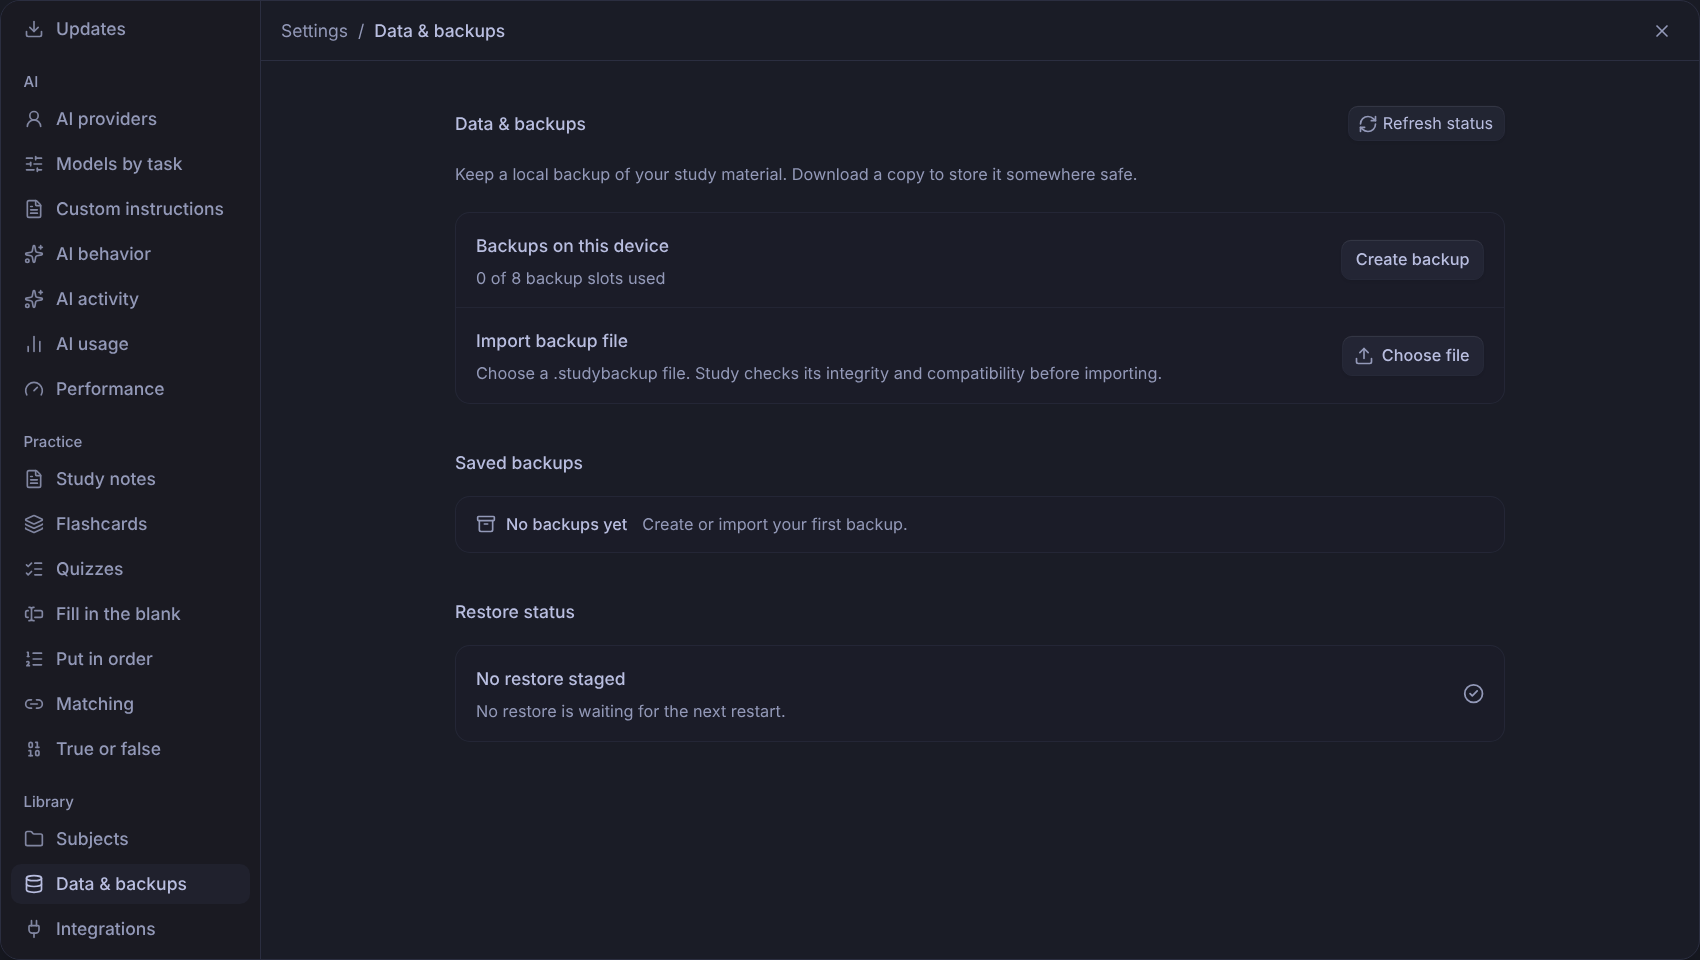 Updates
AI
AI providers
Models by task
Custom instructions
AI behavior
AI activity
AI usage
Performance
Practice
Study notes
Flashcards
Quizzes
Fill in the blank
Put in order
Matching
True or false
Library
Subjects
Data & backups
Integrations
Settings / Data & backups
Data & backups
Refresh status
Keep a local backup of your study material. Download a copy to store it somewhere safe.
Backups on this device
0 of 8 backup slots used
Create backup
Import backup file
Choose a .studybackup file. Study checks its integrity and compatibility before importing.
Choose file
Saved backups
No backups yet Create or import your first backup.
Restore status
No restore staged
No restore is waiting for the next restart.